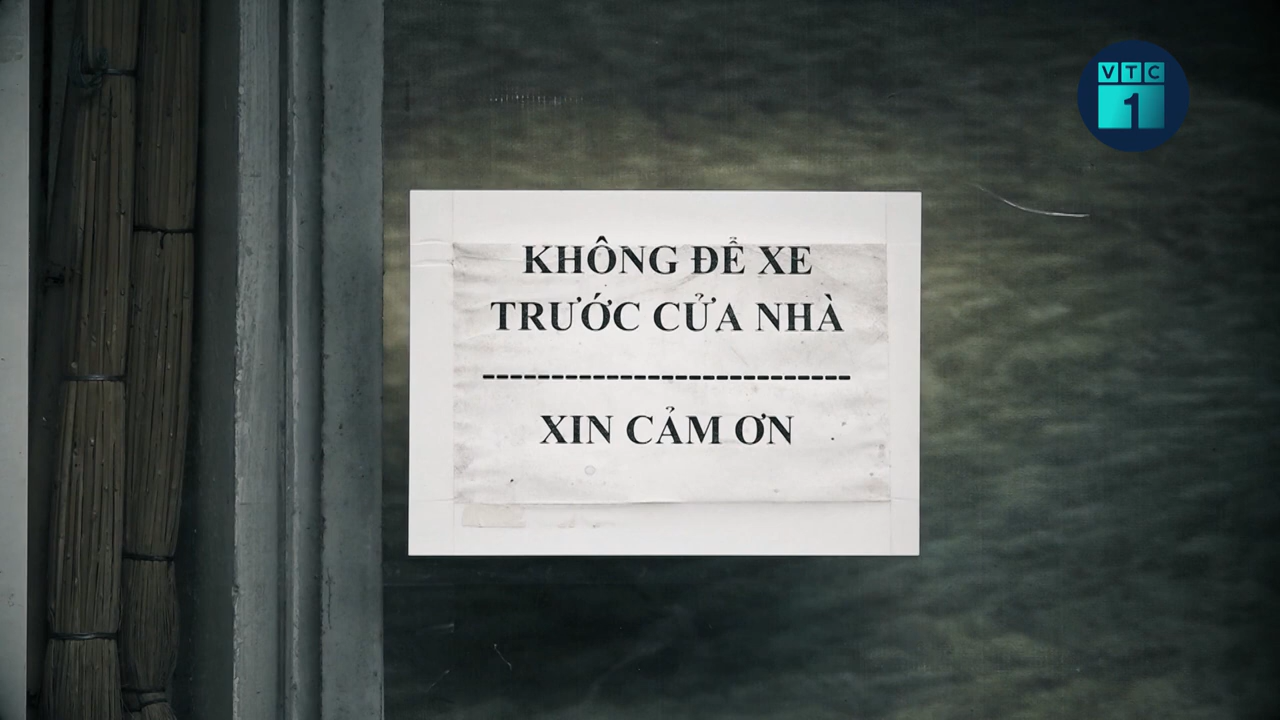 VTC
1
KHÔNG ĐỂ XE
TRƯỚC CỬA NHÀ
--------------------------------
XIN CẢM ƠN